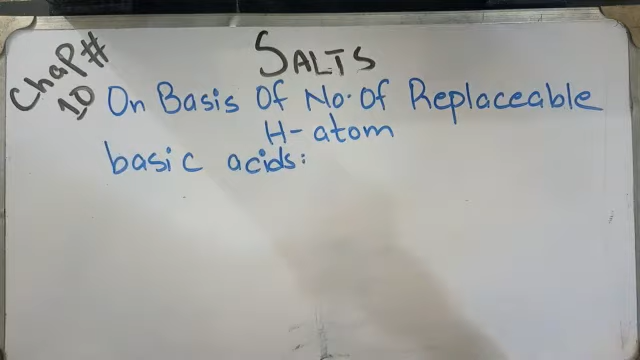 Chap#
10
SALTS
On Basis Of No. Of Replaceable
H-atom
basic acids: